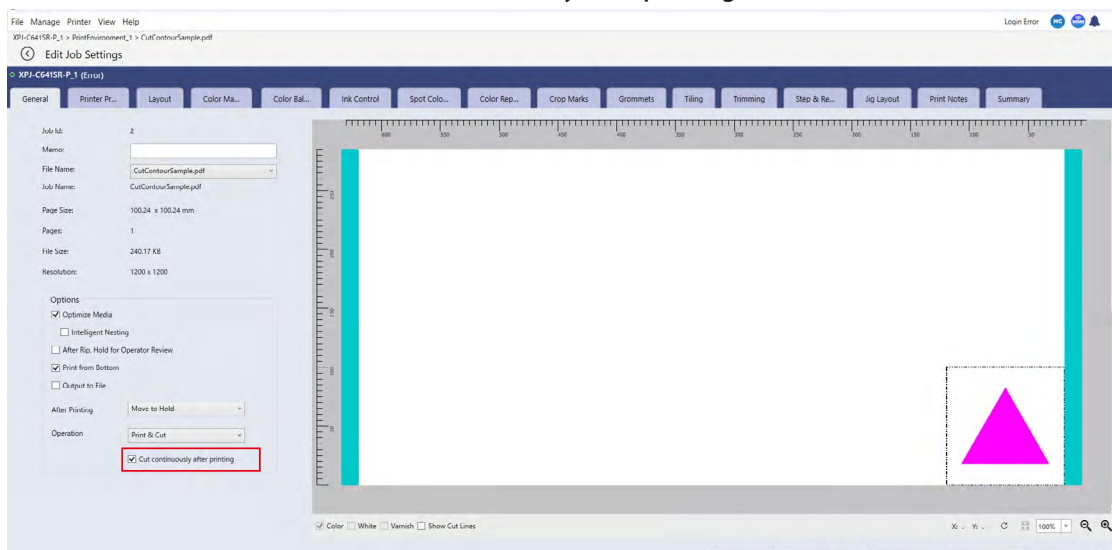 File Manage Printer View Help
Login Error MC
XPJ-C641SR-P_1 > PrintEnvironment_1 > CutContourSample.pdf
Edit Job Settings
XPJ-C641SR-P_1 (Error)
General Printer Pr... Layout Color Ma... Color Bal... Ink Control Spot Colo... Color Rep... Crop Marks Grommets Tiling Trimming Step & Re... Jig Layout Print Notes Summary
Job Id: 2
Memo:
File Name: CutContourSample.pdf
Job Name: CutContourSample.pdf
Page Size: 100.24 x 100.24 mm
Pages: 1
File Size: 240.17 KB
Resolution: 1200 x 1200
Options
Optimize Media
Intelligent Nesting
After Rip, Hold for Operator Review
Print from Bottom
Output to File
After Printing Move to Hold
Operation Print & Cut
Cut continuously after printing
600 550 500 450 400 350 300 250 200 150 100 50
250
200
150
100
50
Color White Varnish Show Cut Lines
X: - Y: - 100%